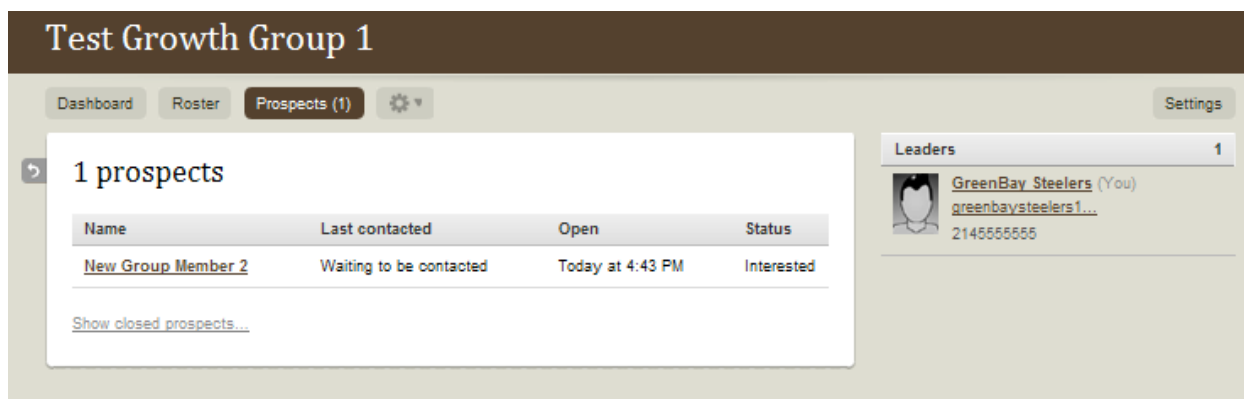 Test Growth Group 1
Dashboard Roster Prospects (1) Settings
1 prospects
Name Last contacted Open Status
New Group Member 2 Waiting to be contacted Today at 4:43 PM Interested
Show closed prospects...
Leaders 1
GreenBay Steelers (You)
greenbaysteelers1...
2145555555